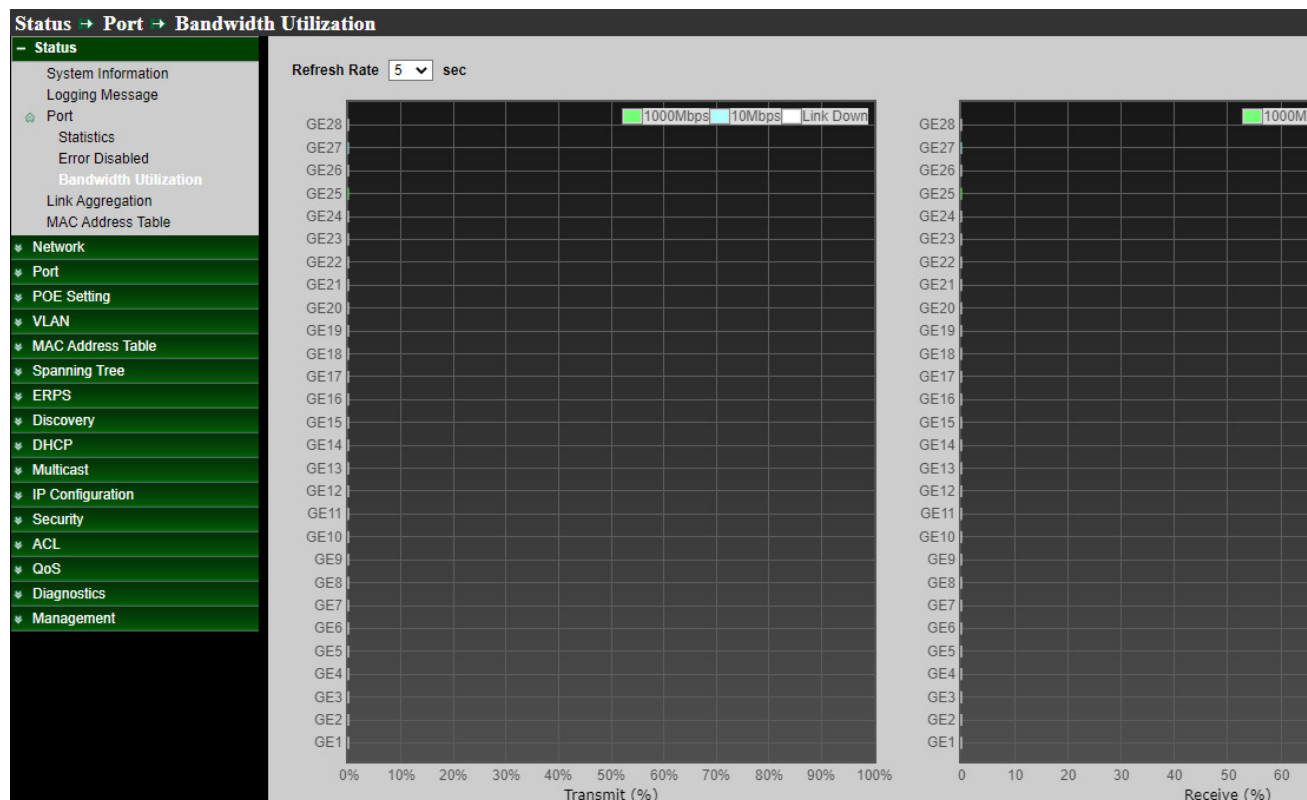 Status → Port → Bandwidth Utilization
Status
System Information
Logging Message
Port
Statistics
Error Disabled
Bandwidth Utilization
Link Aggregation
MAC Address Table
Network
Port
POE Setting
VLAN
MAC Address Table
Spanning Tree
ERPS
Discovery
DHCP
Multicast
IP Configuration
Security
ACL
QoS
Diagnostics
Management
Refresh Rate 5 sec
1000Mbps 10Mbps Link Down
GE28
GE27
GE26
GE25
GE24
GE23
GE22
GE21
GE20
GE19
GE18
GE17
GE16
GE15
GE14
GE13
GE12
GE11
GE10
GE9
GE8
GE7
GE6
GE5
GE4
GE3
GE2
GE1
0% 10% 20% 30% 40% 50% 60% 70% 80% 90% 100%
Transmit (%)
1000M
GE28
GE27
GE26
GE25
GE24
GE23
GE22
GE21
GE20
GE19
GE18
GE17
GE16
GE15
GE14
GE13
GE12
GE11
GE10
GE9
GE8
GE7
GE6
GE5
GE4
GE3
GE2
GE1
0 10 20 30 40 50 60
Receive (%)